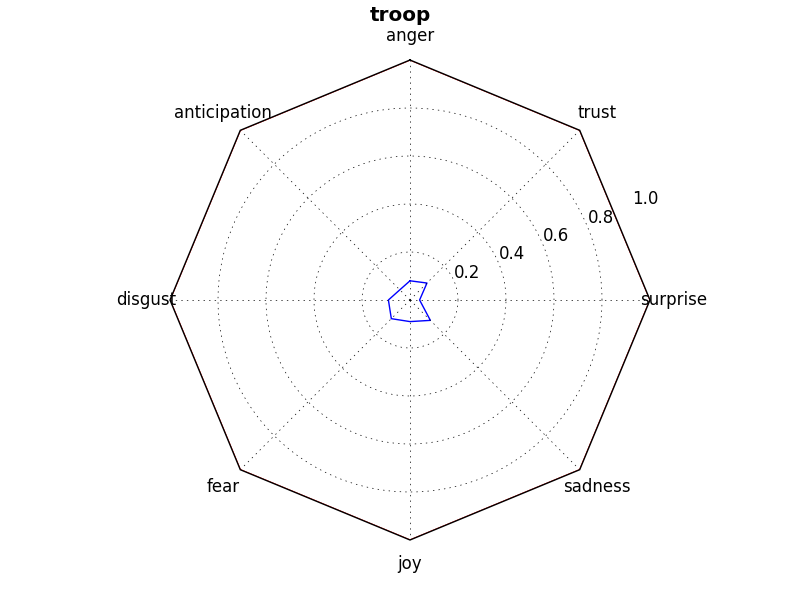 troop
anger
anticipation
trust
1.0
0.8
0.6
0.4
0.2
disgust
surprise
fear
sadness
joy